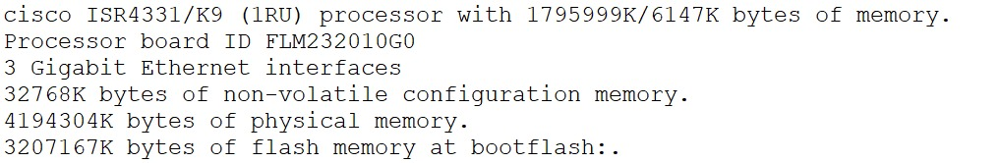 cisco ISR4331/K9 (1RU) processor with 1795999K/6147K bytes of memory.
Processor board ID FLM232010G0
3 Gigabit Ethernet interfaces
32768K bytes of non-volatile configuration memory.
4194304K bytes of physical memory.
3207167K bytes of flash memory at bootflash:.